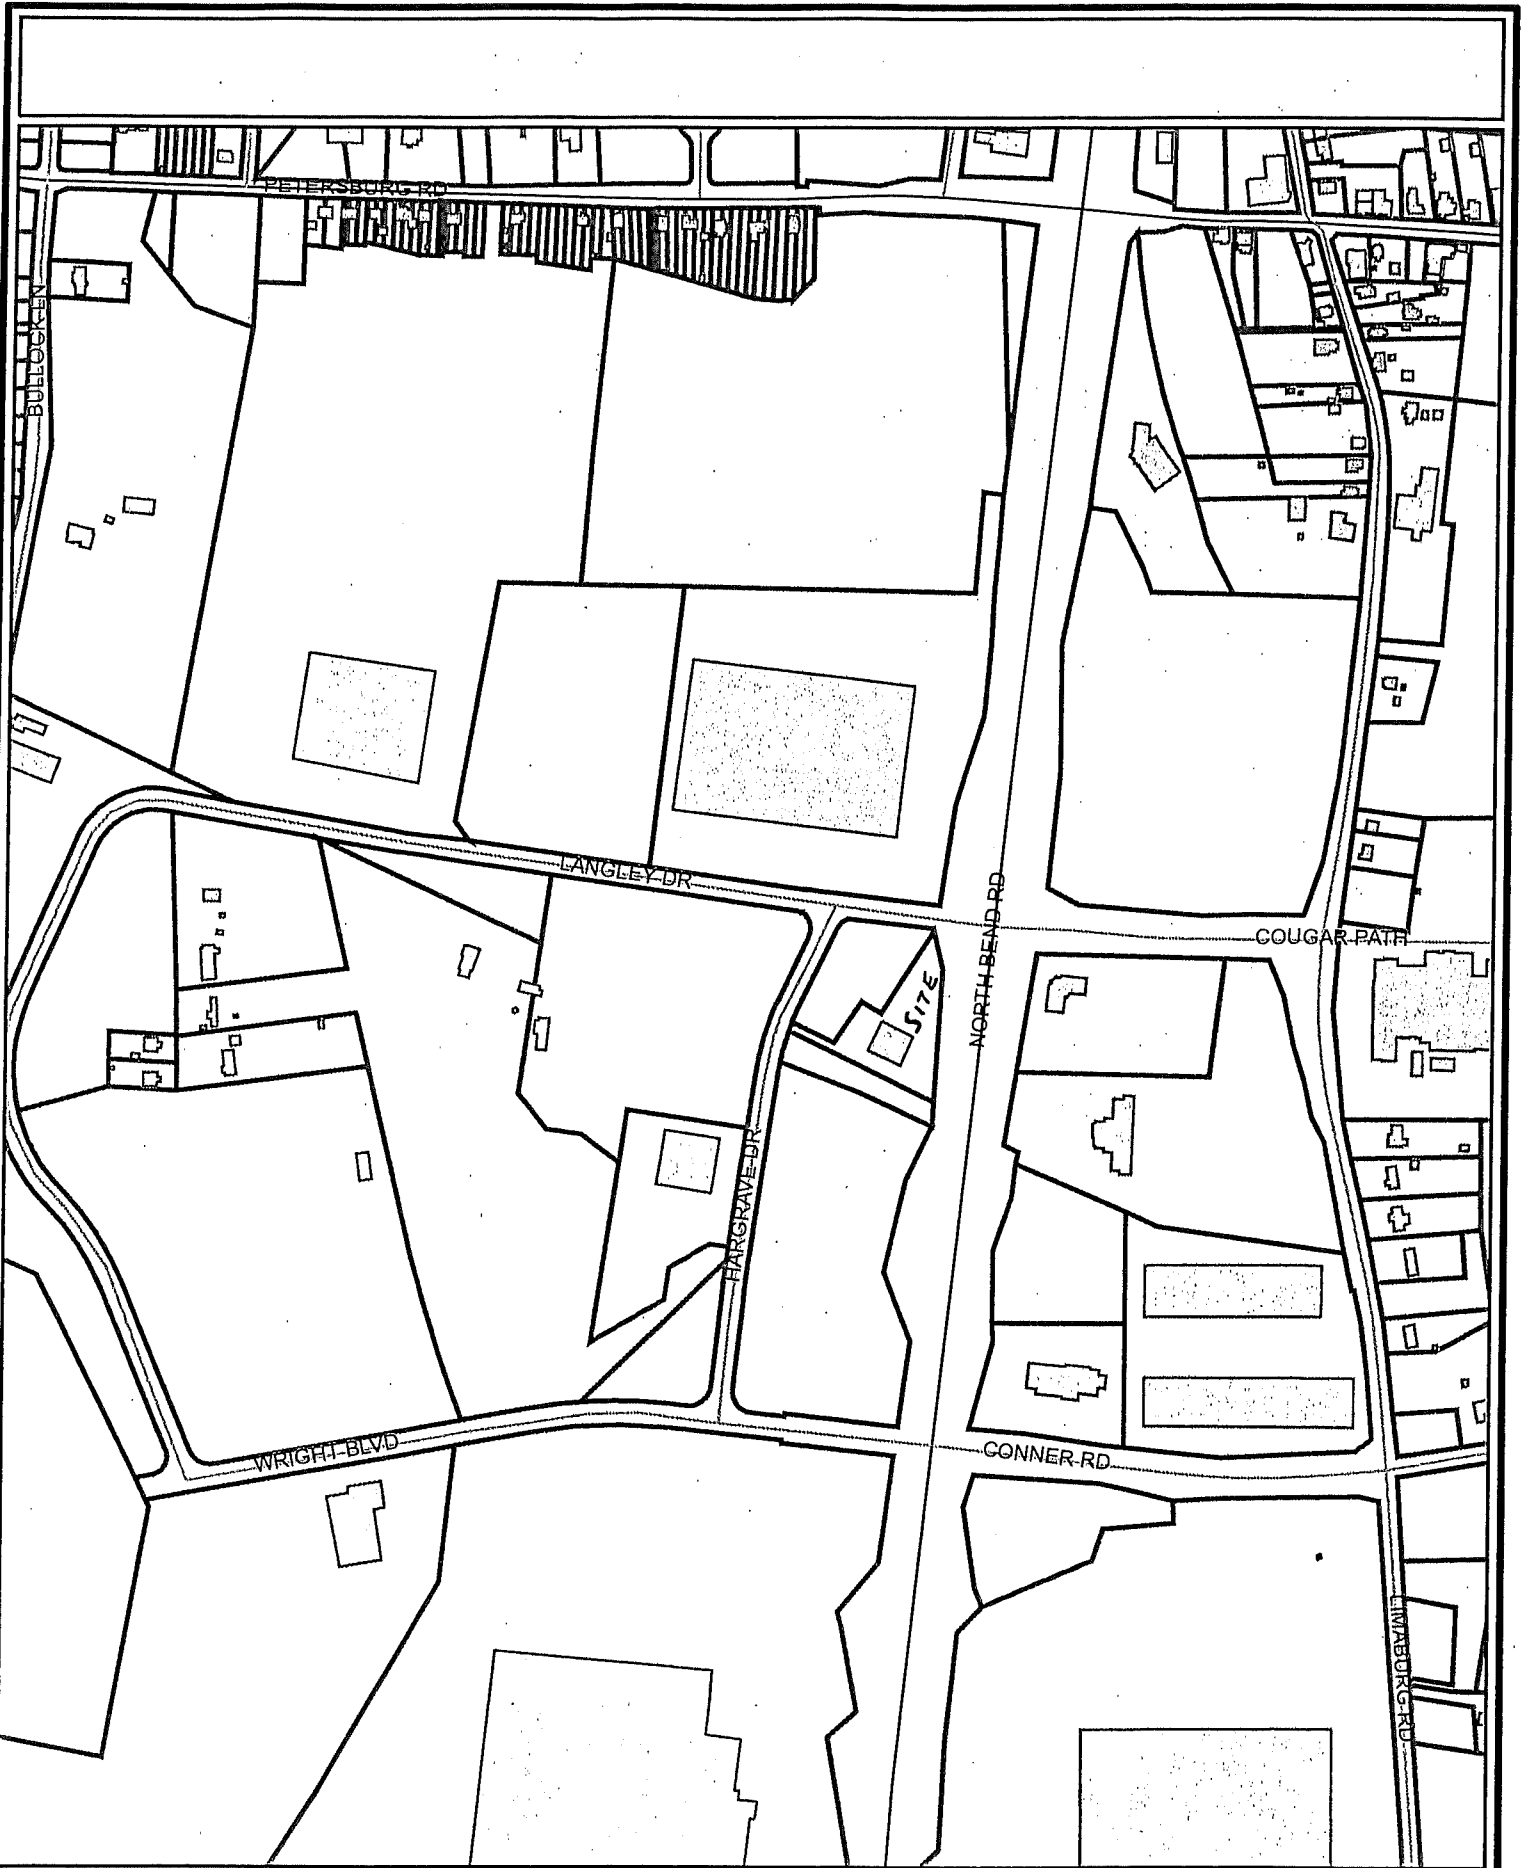 PETERSBURG RD
BULLOCK LN
LANGLEY DR
NORTH BEND RD
COUGAR PATH
SITE
HARGRAVE DR
WRIGHT BLVD
CONNER RD
LIMABURG RD